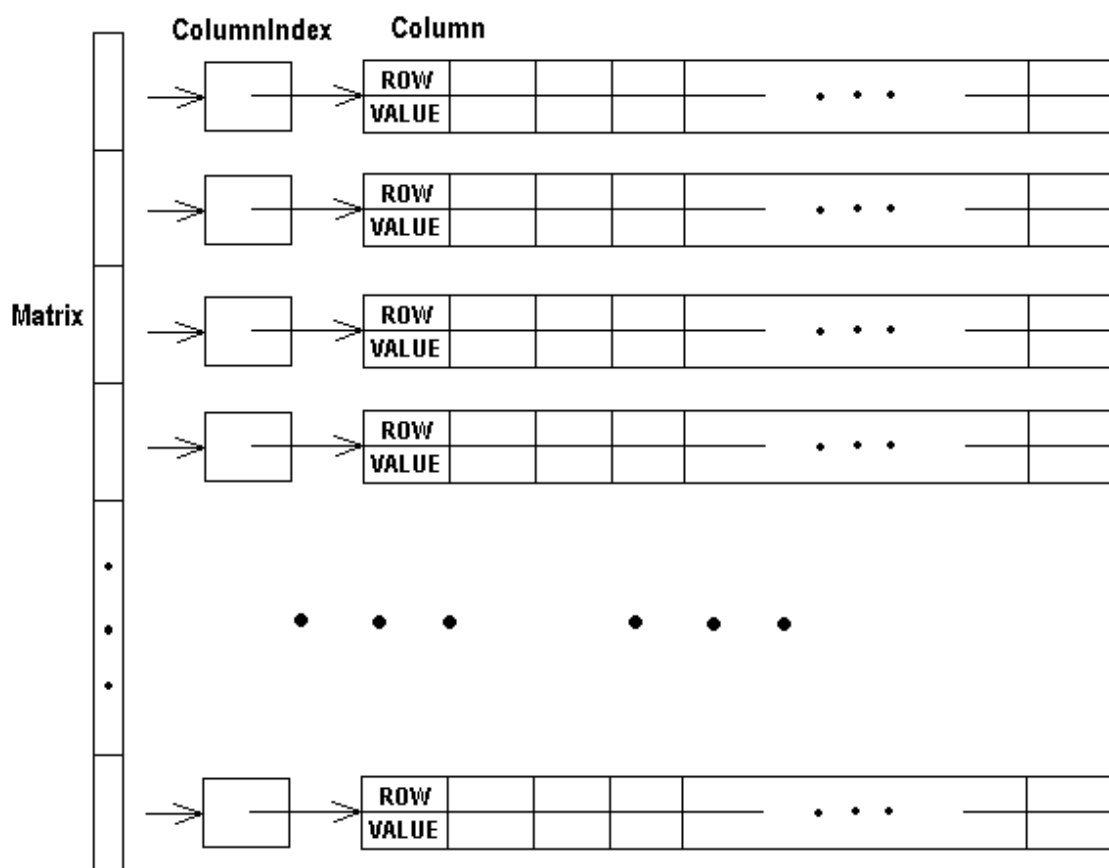 ColumnIndex Column
ROW
VALUE
ROW
VALUE
Matrix
ROW
VALUE
ROW
VALUE
ROW
VALUE